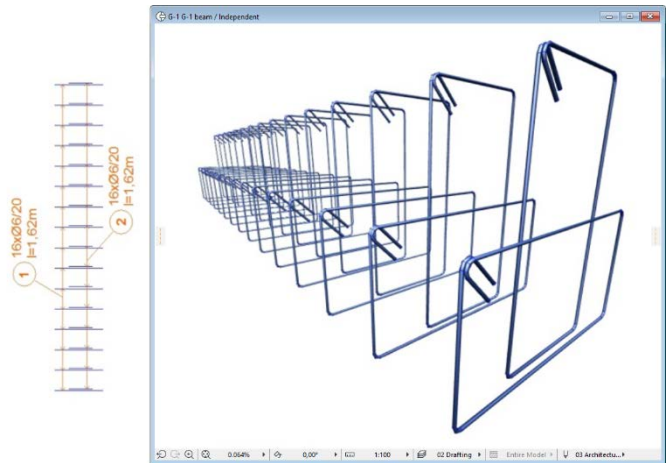 G-1 G-1 beam / Independent
16xØ6/20
l=1,62m
1
16xØ6/20
l=1,62m
2
0.064%
0,00°
1:100
02 Drafting
Entire Model
03 Architectu...